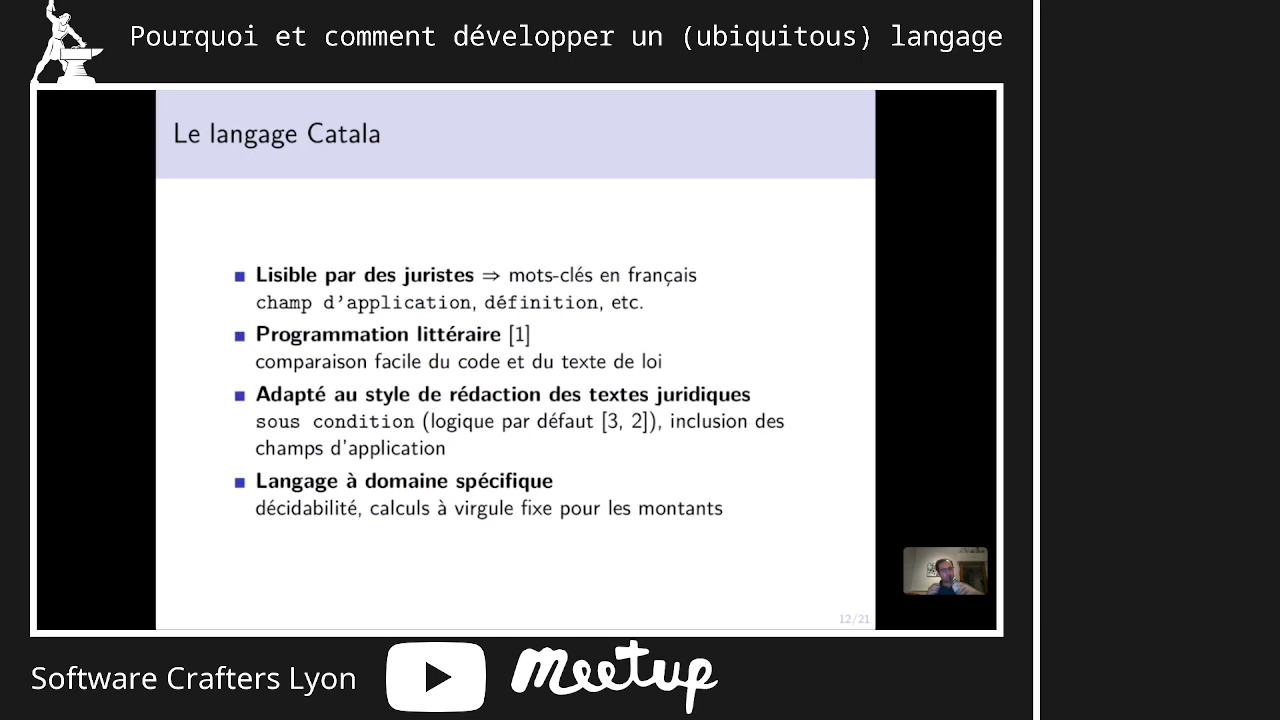 Pourquoi et comment développer un (ubiquitous) langage
Le langage Catala
Lisible par des juristes ⇒ mots-clés en français
champ d'application, définition, etc.
Programmation littéraire [1]
comparaison facile du code et du texte de loi
Adapté au style de rédaction des textes juridiques
sous condition (logique par défaut [3, 2]), inclusion des
champs d'application
Langage à domaine spécifique
décidabilité, calculs à virgule fixe pour les montants
12/21
Software Crafters Lyon
meetup